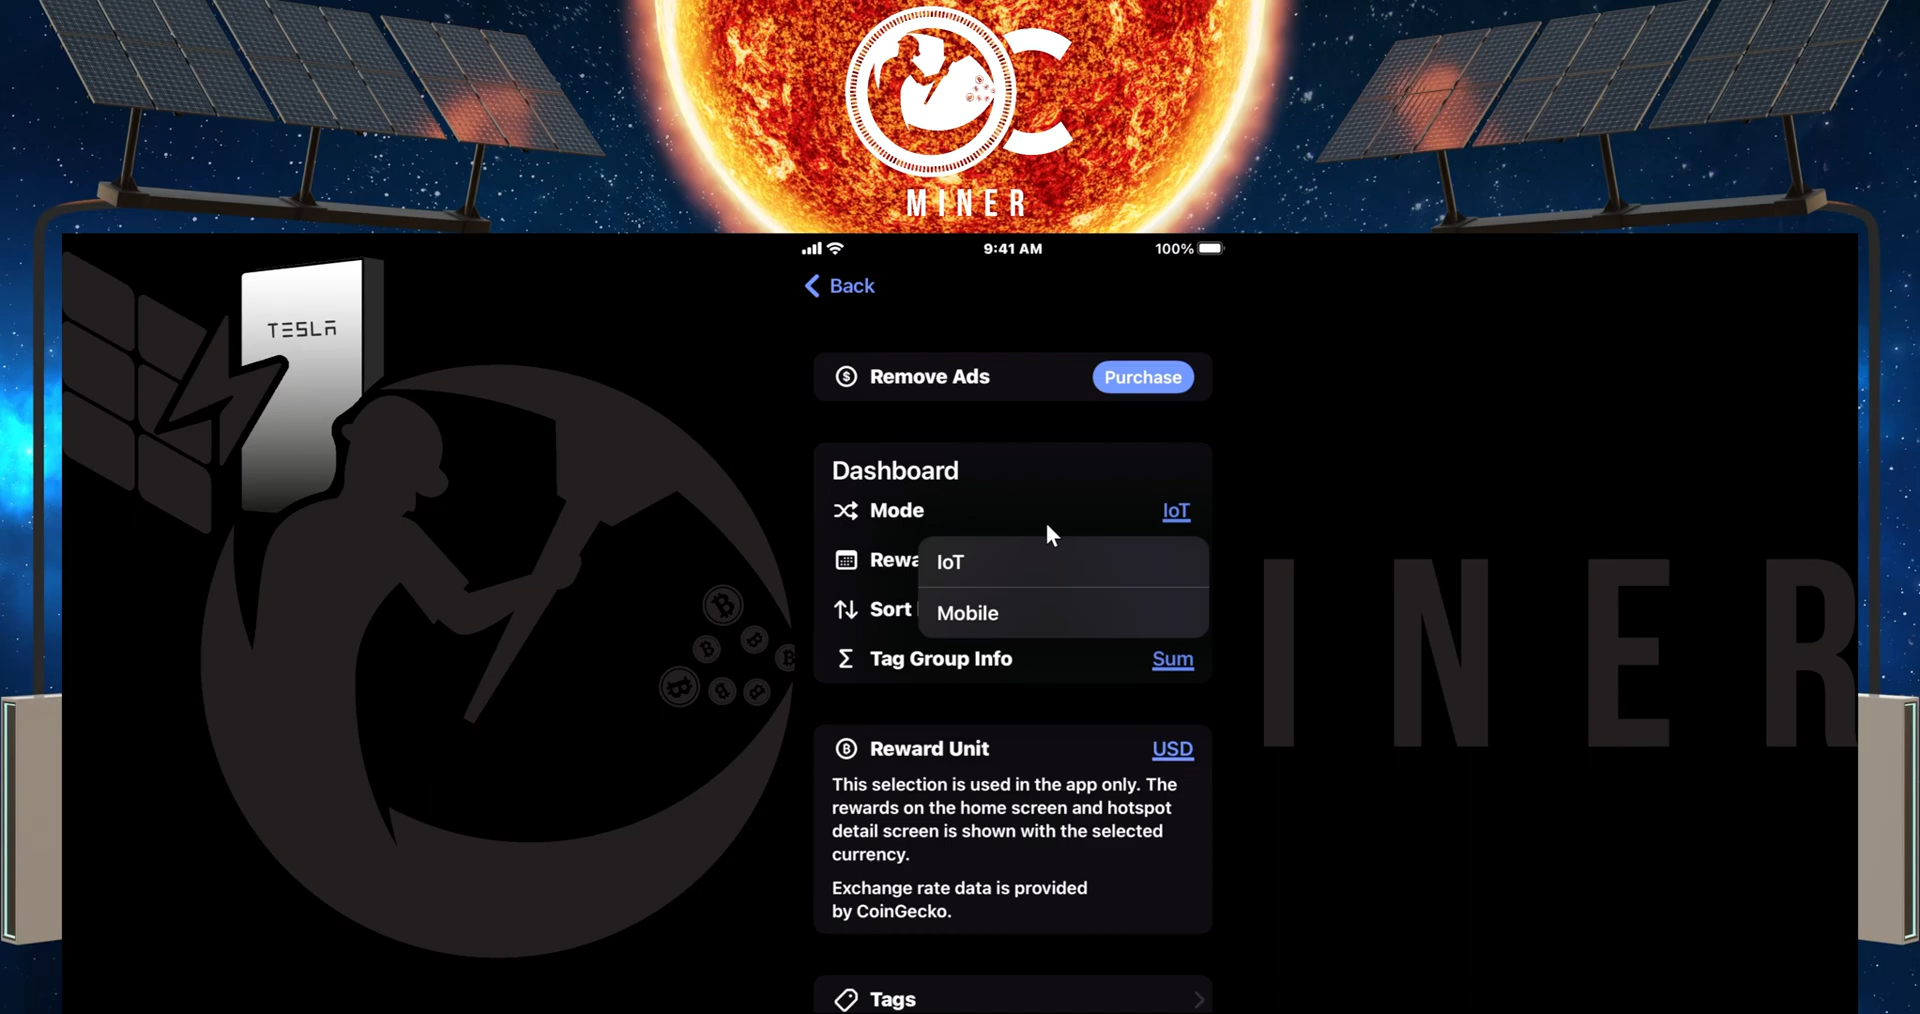 MINER
9:41 AM
100%
Back
TESLA
Remove Ads
Purchase
Dashboard
Mode
IoT
IoT
Sort
Mobile
Tag Group Info
Sum
INER
Reward Unit
USD
This selection is used in the app only. The
rewards on the home screen and hotspot
detail screen is shown with the selected
currency.
Exchange rate data is provided
by CoinGecko.
Tags